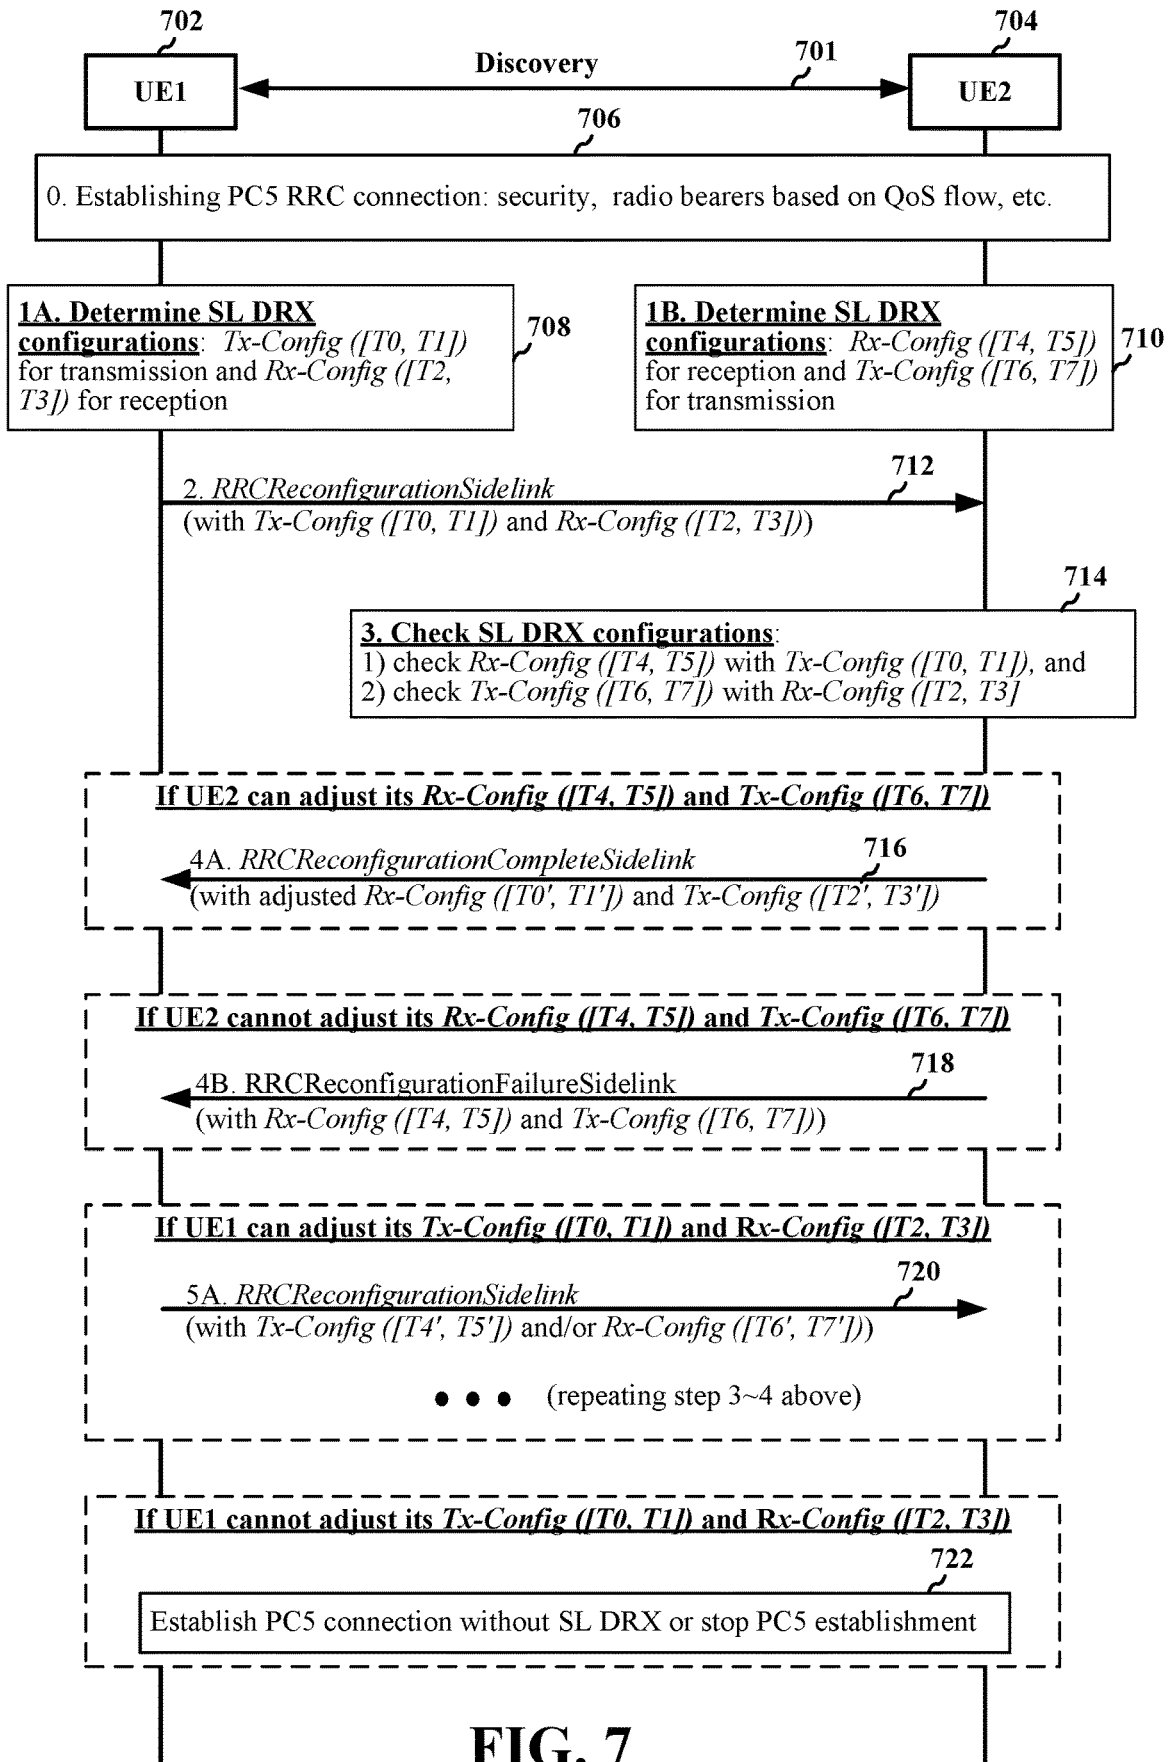 702
704
Discovery
701
UE1
UE2
706
0. Establishing PC5 RRC connection: security, radio bearers based on QoS flow, etc.
1A. Determine SL DRX
configurations: Tx-Config ([T0, T1])
for transmission and Rx-Config ([T2,
T3]) for reception
708
1B. Determine SL DRX
configurations: Rx-Config ([T4, T5])
for reception and Tx-Config ([T6, T7])
for transmission
710
712
2. RRCReconfigurationSidelink
(with Tx-Config ([T0, T1]) and Rx-Config ([T2, T3]))
714
3. Check SL DRX configurations:
1) check Rx-Config ([T4, T5]) with Tx-Config ([T0, T1]), and
2) check Tx-Config ([T6, T7]) with Rx-Config ([T2, T3]
If UE2 can adjust its Rx-Config ([T4, T5]) and Tx-Config ([T6, T7])
716
4A. RRCReconfigurationCompleteSidelink
(with adjusted Rx-Config ([T0', T1']) and Tx-Config ([T2', T3'])
If UE2 cannot adjust its Rx-Config ([T4, T5]) and Tx-Config ([T6, T7])
718
4B. RRCReconfigurationFailureSidelink
(with Rx-Config ([T4, T5]) and Tx-Config ([T6, T7]))
If UE1 can adjust its Tx-Config ([T0, T1]) and Rx-Config ([T2, T3])
720
5A. RRCReconfigurationSidelink
(with Tx-Config ([T4', T5']) and/or Rx-Config ([T6', T7']))
• • • (repeating step 3~4 above)
If UE1 cannot adjust its Tx-Config ([T0, T1]) and Rx-Config ([T2, T3])
722
Establish PC5 connection without SL DRX or stop PC5 establishment
FIG. 7